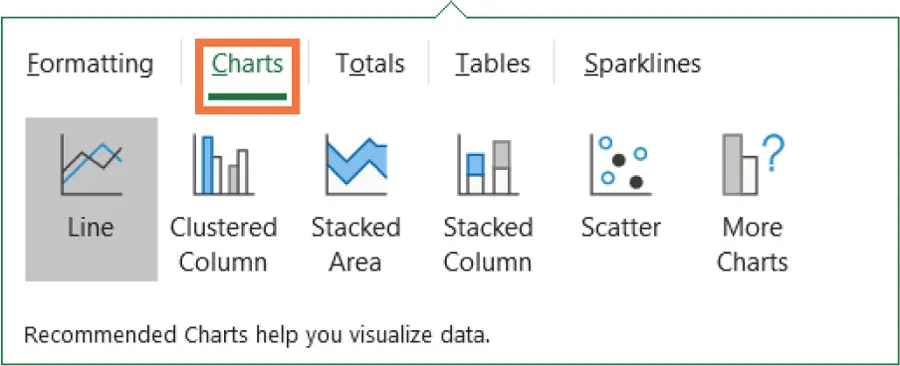 Formatting Charts Totals Tables Sparklines
Line Clustered Stacked Stacked Scatter More
Column Area Column Charts
Recommended Charts help you visualize data.